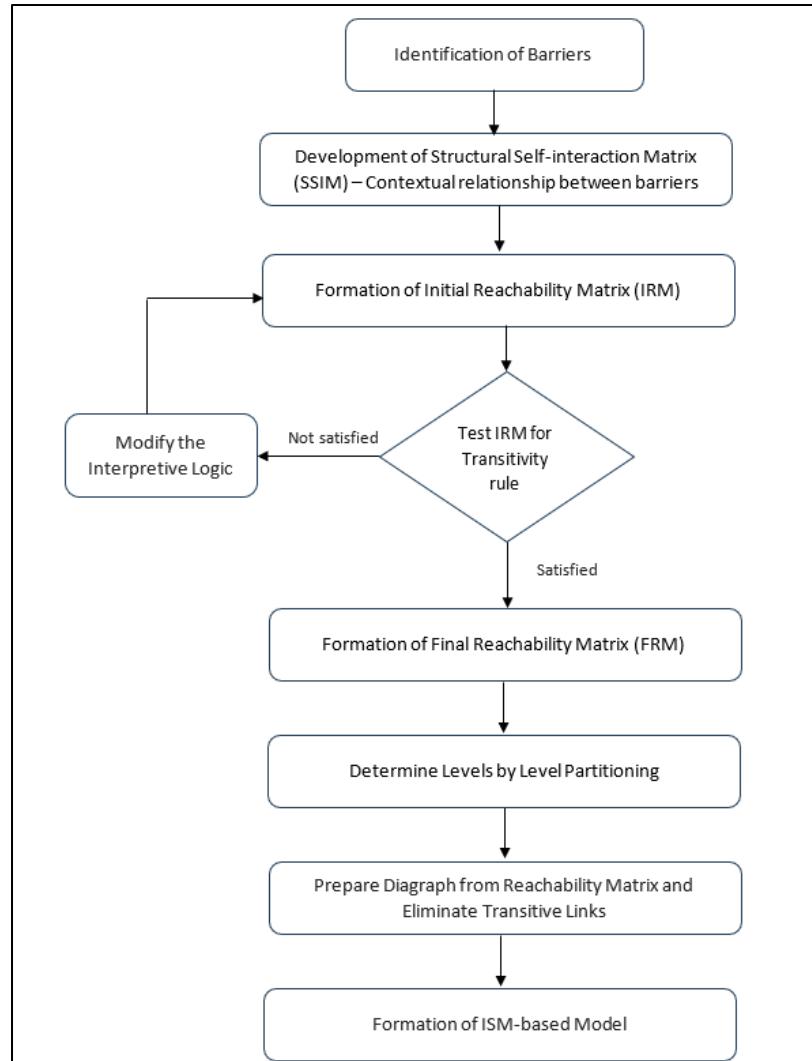 Identification of Barriers
Development of Structural Self-interaction Matrix
(SSIM) – Contextual relationship between barriers
Formation of Initial Reachability Matrix (IRM)
Modify the
Interpretive Logic
Not satisfied
Test IRM for
Transitivity
rule
Satisfied
Formation of Final Reachability Matrix (FRM)
Determine Levels by Level Partitioning
Prepare Diagraph from Reachability Matrix and
Eliminate Transitive Links
Formation of ISM-based Model